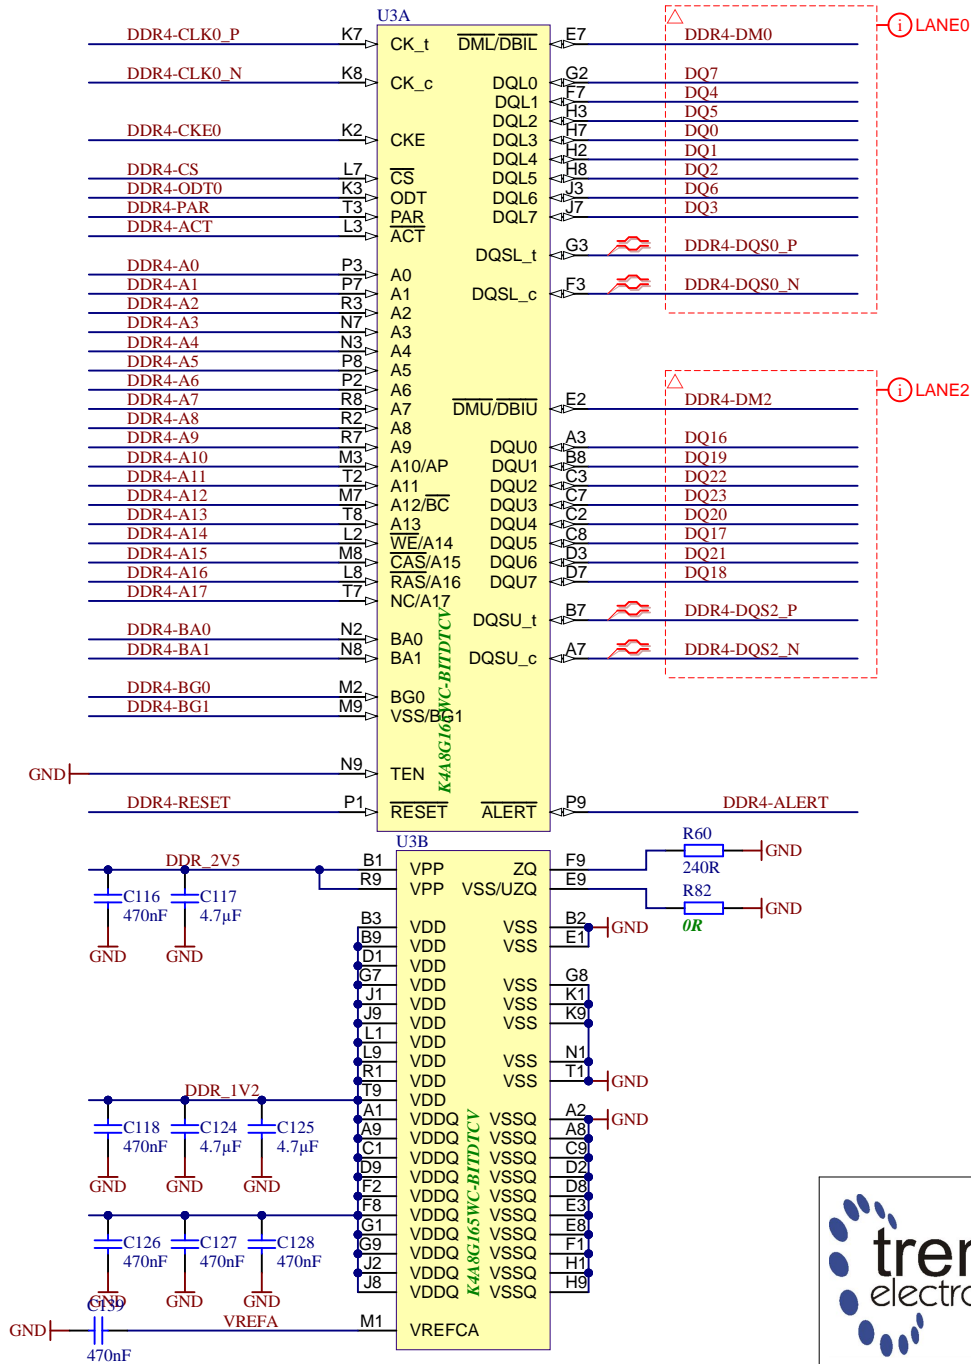 U3A
DDR4-CLK0_P K7 CK_t DML/DBIL E7 DDR4-DM0
LANE0
DDR4-CLK0_N K8 CK_c DQL0 G2 DQ7
DQL1 F7 DQ4
DQL2 H3 DQ5
DDR4-CKE0 K2 CKE DQL3 H7 DQ0
DQL4 H2 DQ1
DDR4-CS L7 CS DQL5 H8 DQ2
DDR4-ODT0 K3 ODT DQL6 J3 DQ6
DDR4-PAR T3 PAR DQL7 J7 DQ3
DDR4-ACT L3 ACT
DQSL_t G3 DDR4-DQS0_P
DDR4-A0 P3 A0
DDR4-A1 P7 A1 DQSL_c F3 DDR4-DQS0_N
DDR4-A2 R3 A2
DDR4-A3 N7 A3
DDR4-A4 N3 A4
DDR4-A5 P8 A5
DDR4-A6 P2 A6
LANE2
DDR4-A7 R8 A7 DMU/DBIU E2 DDR4-DM2
DDR4-A8 R2 A8
DDR4-A9 R7 A9 DQU0 A3 DQ16
DDR4-A10 M3 A10/AP DQU1 B8 DQ19
DDR4-A11 T2 A11 DQU2 C3 DQ22
DDR4-A12 M7 A12/BC DQU3 C7 DQ23
DDR4-A13 T8 A13 DQU4 C2 DQ20
DDR4-A14 L2 WE/A14 DQU5 C8 DQ17
DDR4-A15 M8 CAS/A15 DQU6 D3 DQ21
DDR4-A16 L8 RAS/A16 DQU7 D7 DQ18
DDR4-A17 T7 NC/A17
DQSU_t B7 DDR4-DQS2_P
DDR4-BA0 N2 BA0
DDR4-BA1 N8 BA1 DQSU_c A7 DDR4-DQS2_N
DDR4-BG0 M2 BG0
DDR4-BG1 M9 VSS/BG1
K4A8G165WC-BITDTCV
GND N9 TEN
DDR4-RESET P1 RESET ALERT P9 DDR4-ALERT
U3B
DDR_2V5 B1 VPP ZQ F9 R60 240R GND
R9 VPP VSS/UZQ E9 R82 0R GND
C116 470nF GND
C117 4.7µF GND
B3 VDD VSS B2 GND
B9 VDD VSS E1
D1 VDD
G7 VDD VSS G8
J1 VDD VSS K1
J9 VDD VSS K9
L1 VDD
L9 VDD VSS N1
R1 VDD VSS T1 GND
DDR_1V2 T9 VDD
A1 VDDQ VSSQ A2 GND
A9 VDDQ VSSQ A8
C1 VDDQ VSSQ C9
D9 VDDQ VSSQ D2
F2 VDDQ VSSQ D8
F8 VDDQ VSSQ E3
G1 VDDQ VSSQ E8
G9 VDDQ VSSQ F1
J2 VDDQ VSSQ H1
J8 VDDQ VSSQ H9
K4A8G165WC-BITDTCV
C118 470nF GND
C124 4.7µF GND
C125 4.7µF GND
C126 470nF GND
C127 470nF GND
C128 470nF GND
GND C139 470nF VREFA M1 VREFCA
tren
electro